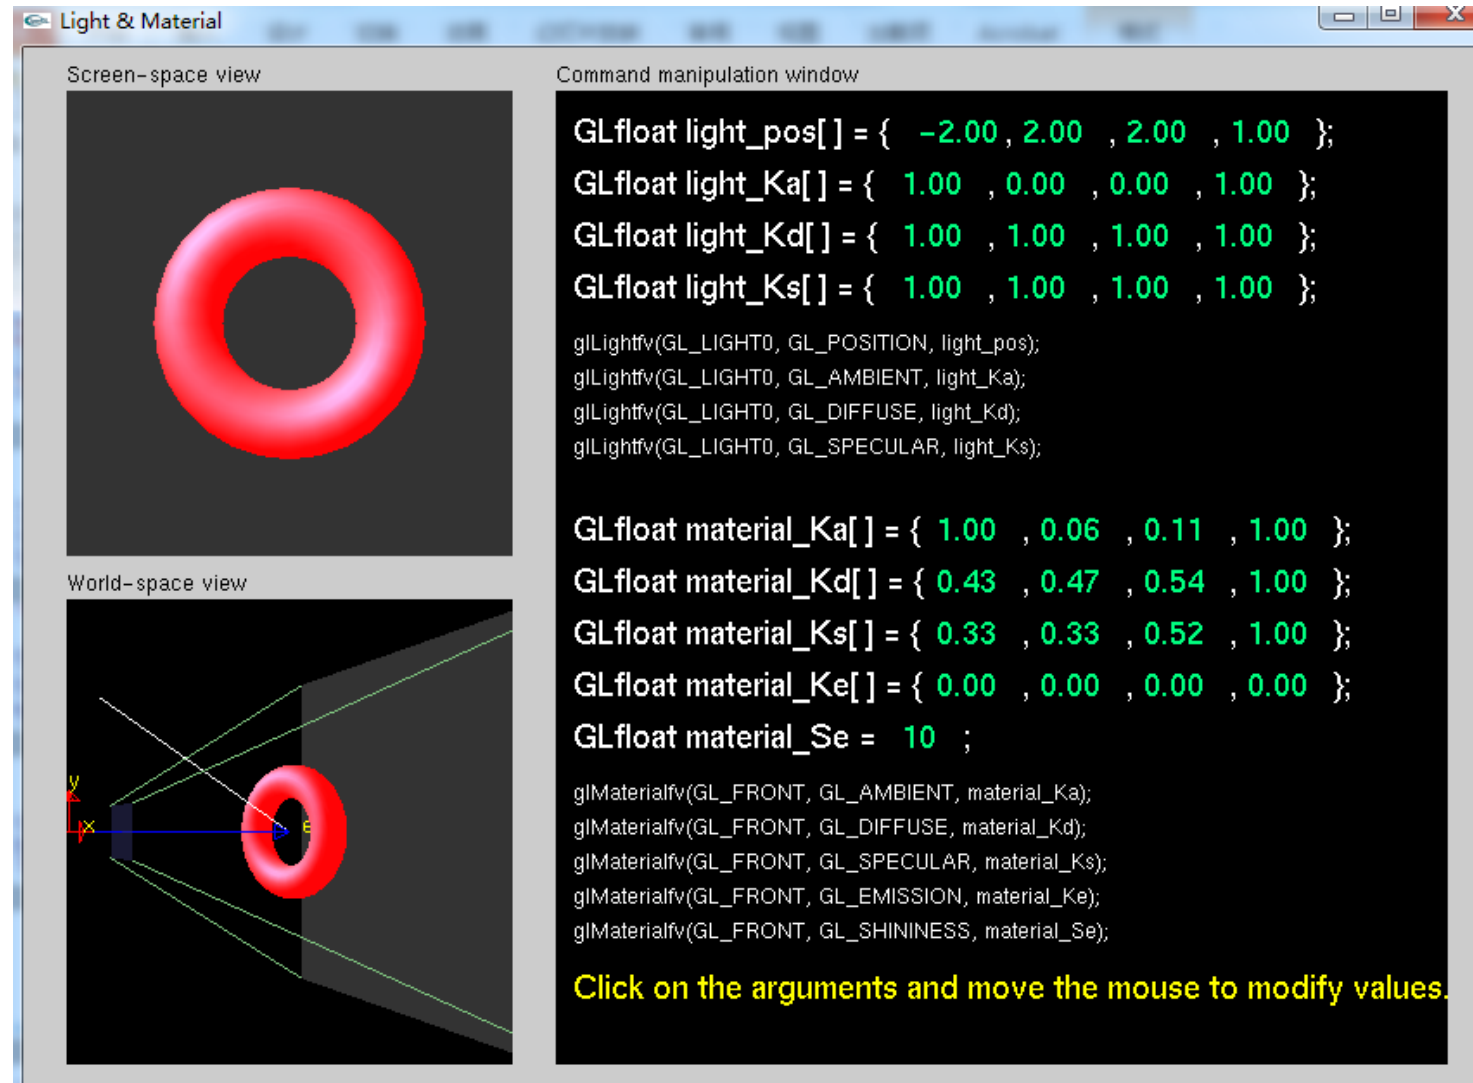 Light & Material
Screen-space view
Command manipulation window
GLfloat light_pos[ ] = { -2.00 , 2.00 , 2.00 , 1.00 };
GLfloat light_Ka[ ] = { 1.00 , 0.00 , 0.00 , 1.00 };
GLfloat light_Kd[ ] = { 1.00 , 1.00 , 1.00 , 1.00 };
GLfloat light_Ks[ ] = { 1.00 , 1.00 , 1.00 , 1.00 };
glLightfv(GL_LIGHT0, GL_POSITION, light_pos);
glLightfv(GL_LIGHT0, GL_AMBIENT, light_Ka);
glLightfv(GL_LIGHT0, GL_DIFFUSE, light_Kd);
glLightfv(GL_LIGHT0, GL_SPECULAR, light_Ks);
GLfloat material_Ka[ ] = { 1.00 , 0.06 , 0.11 , 1.00 };
GLfloat material_Kd[ ] = { 0.43 , 0.47 , 0.54 , 1.00 };
GLfloat material_Ks[ ] = { 0.33 , 0.33 , 0.52 , 1.00 };
GLfloat material_Ke[ ] = { 0.00 , 0.00 , 0.00 , 0.00 };
GLfloat material_Se = 10 ;
glMaterialfv(GL_FRONT, GL_AMBIENT, material_Ka);
glMaterialfv(GL_FRONT, GL_DIFFUSE, material_Kd);
glMaterialfv(GL_FRONT, GL_SPECULAR, material_Ks);
glMaterialfv(GL_FRONT, GL_EMISSION, material_Ke);
glMaterialfv(GL_FRONT, GL_SHININESS, material_Se);
Click on the arguments and move the mouse to modify values.
World-space view
y
x
e